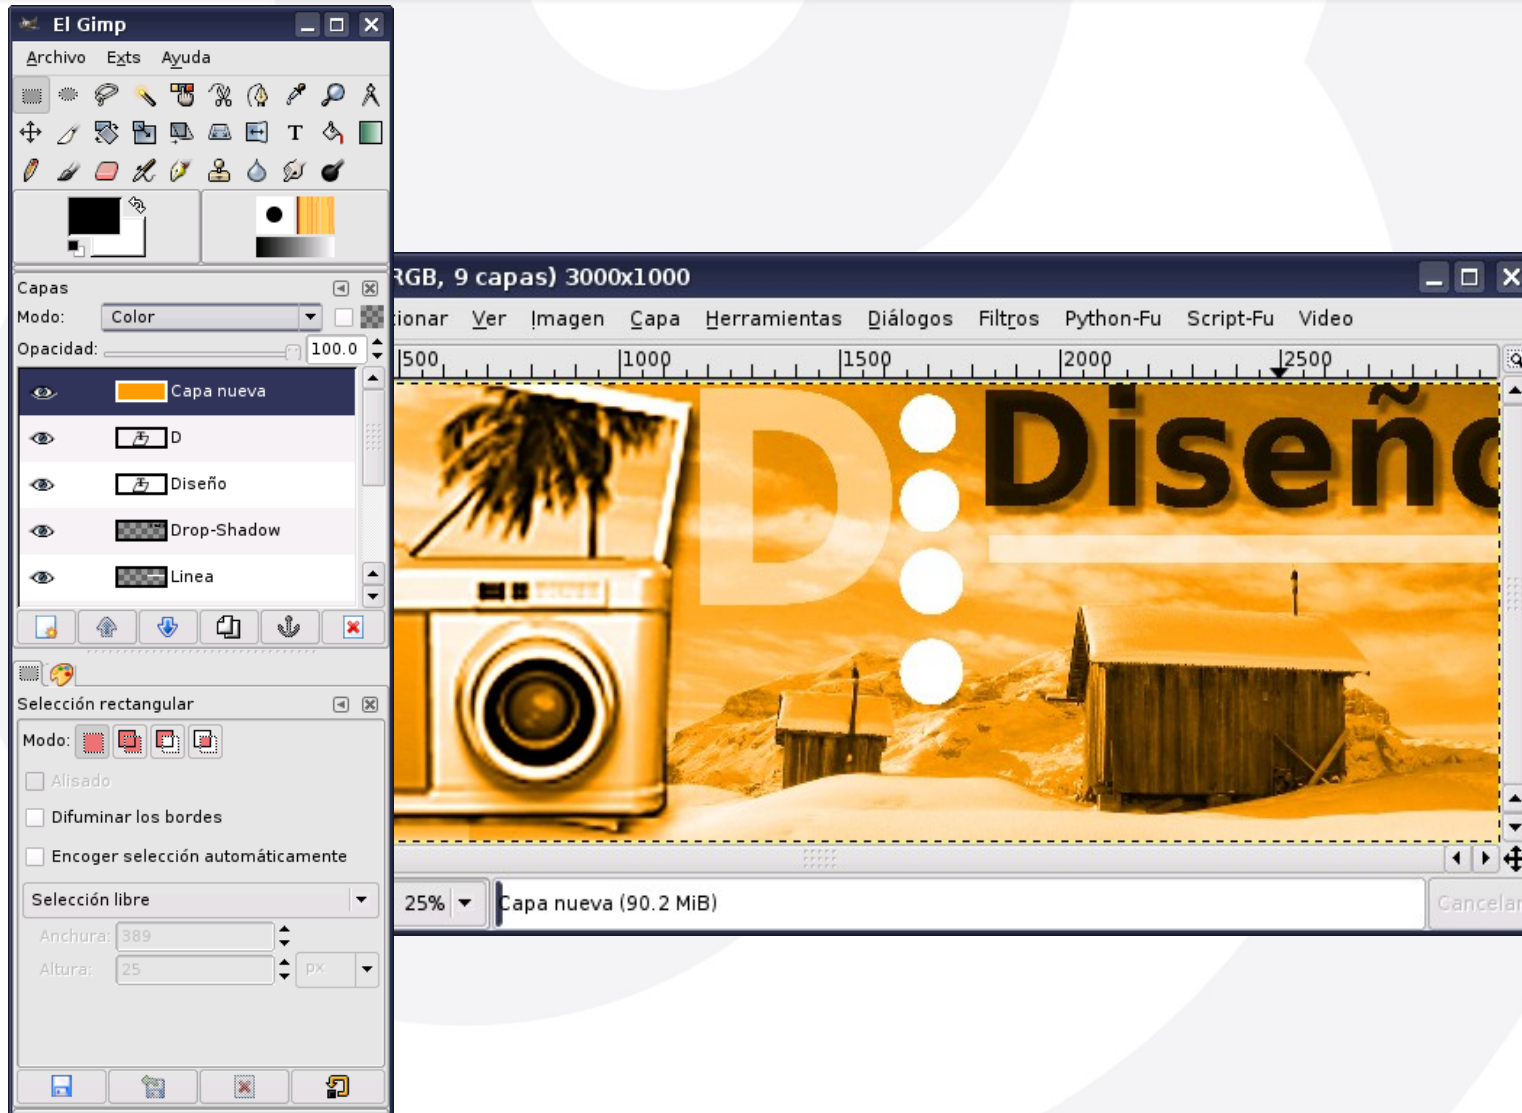 El Gimp
Archivo Exts Ayuda
T
Capas
Modo: Color
Opacidad: 100.0
Capa nueva
D
Diseño
Drop-Shadow
Linea
Selección rectangular
Modo:
Alisado
Difuminar los bordes
Encoger selección automáticamente
Selección libre
Anchura: 389
Altura: 25 px
RGB, 9 capas) 3000x1000
ionar Ver Imagen Capa Herramientas Diálogos Filtros Python-Fu Script-Fu Video
500 1000 1500 2000 2500
D Diseño
25% Capa nueva (90.2 MiB) Cancelar